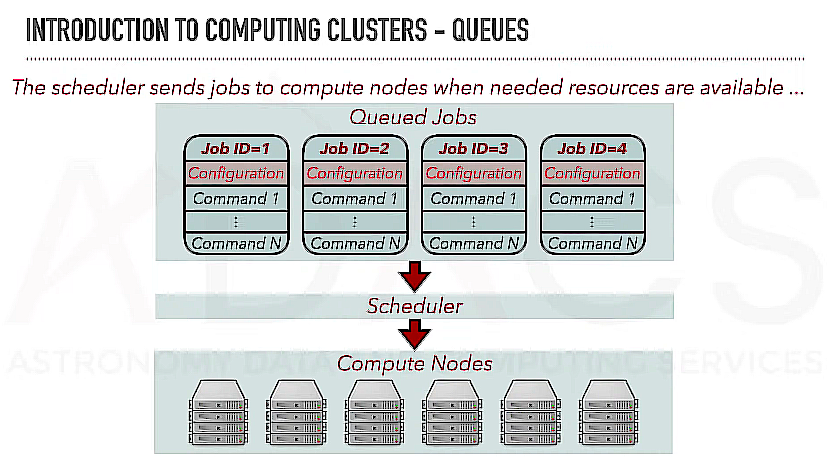 INTRODUCTION TO COMPUTING CLUSTERS - QUEUES
The scheduler sends jobs to compute nodes when needed resources are available ...
Queued Jobs
Job ID=1 Job ID=2 Job ID=3 Job ID=4
Configuration Configuration Configuration Configuration
Command 1 Command 1 Command 1 Command 1
⋮ ⋮ ⋮ ⋮
Command N Command N Command N Command N
Scheduler
Compute Nodes
ADACS
ASTRONOMY DATA COMPUTING SERVICES